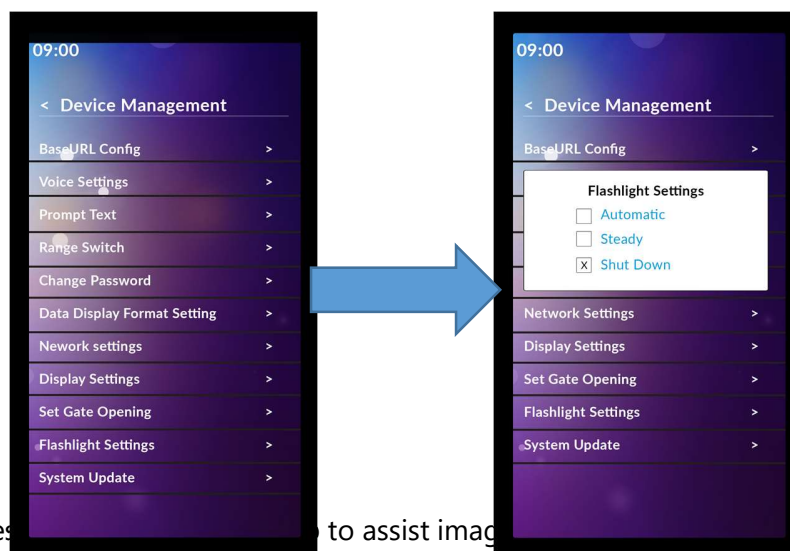 09:00
< Device Management
BaseURL Config >
Voice Settings >
Prompt Text >
Range Switch >
Change Password >
Data Display Format Setting >
Nework settings >
Display Settings >
Set Gate Opening >
Flashlight Settings >
System Update >
09:00
< Device Management
BaseURL Config >
Flashlight Settings
Automatic
Steady
X Shut Down
Network Settings >
Display Settings >
Set Gate Opening >
Flashlight Settings >
System Update >
to assist